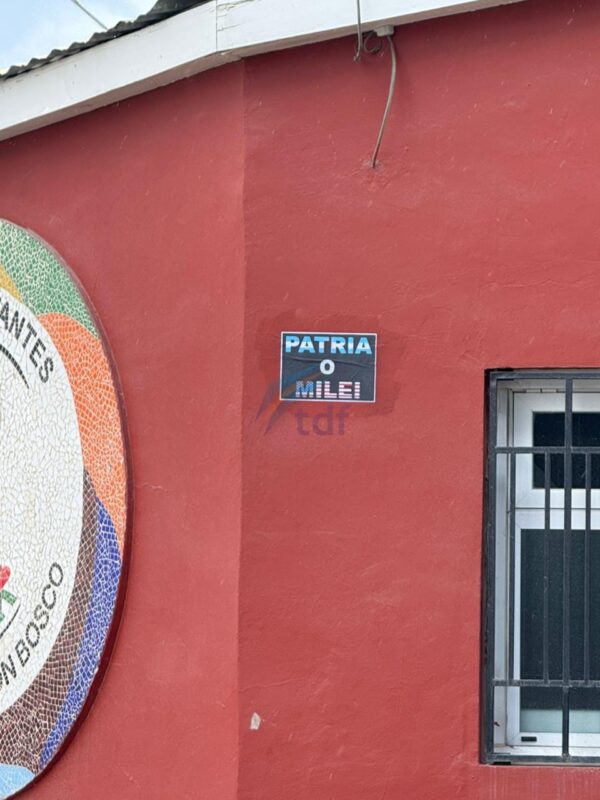 ANTES
N BOSCO
PATRIA
O
MILEI
tdf